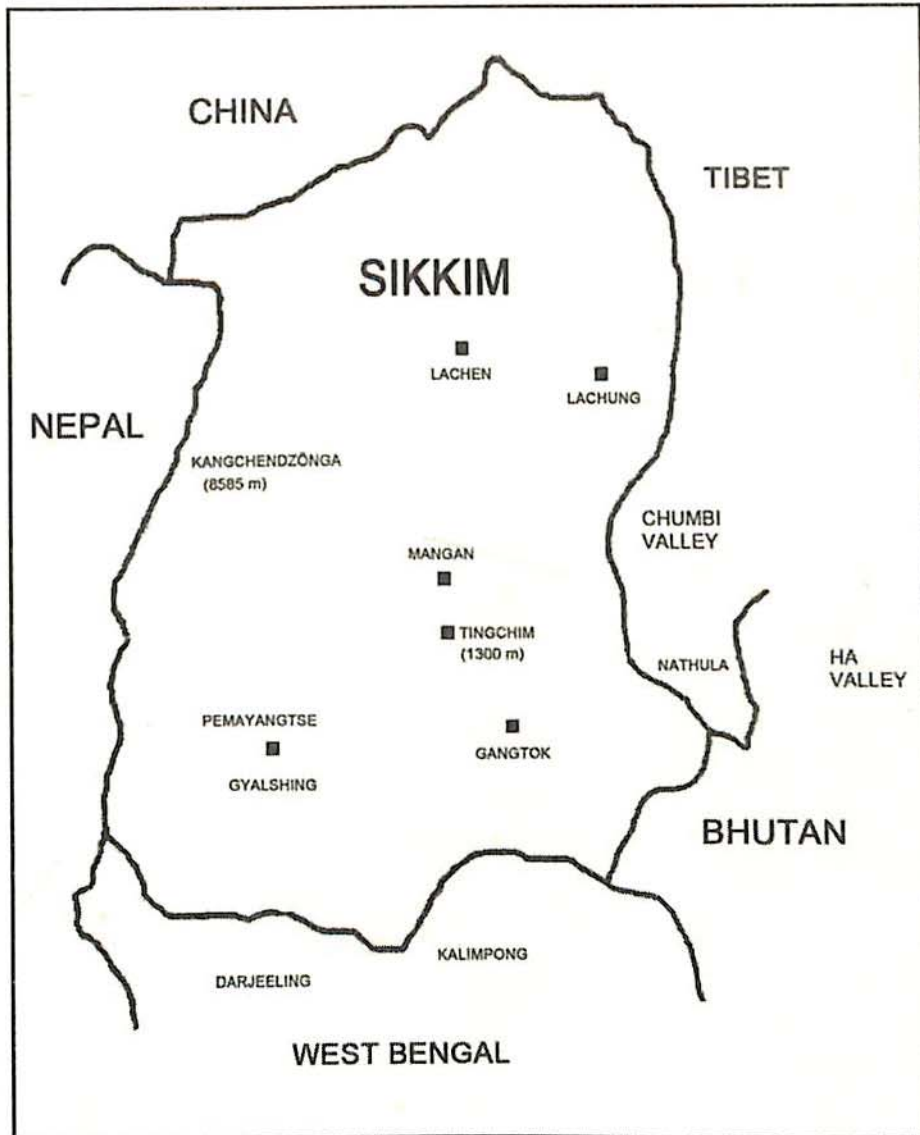 CHINA
TIBET
SIKKIM
LACHEN
LACHUNG
NEPAL
KANGCHENDZÖNGA
(8585 m)
CHUMBI
VALLEY
MANGAN
TINGCHIM
(1300 m)
NATHULA
HA
VALLEY
PEMAYANGTSE
GANGTOK
GYALSHING
BHUTAN
KALIMPONG
DARJEELING
WEST BENGAL